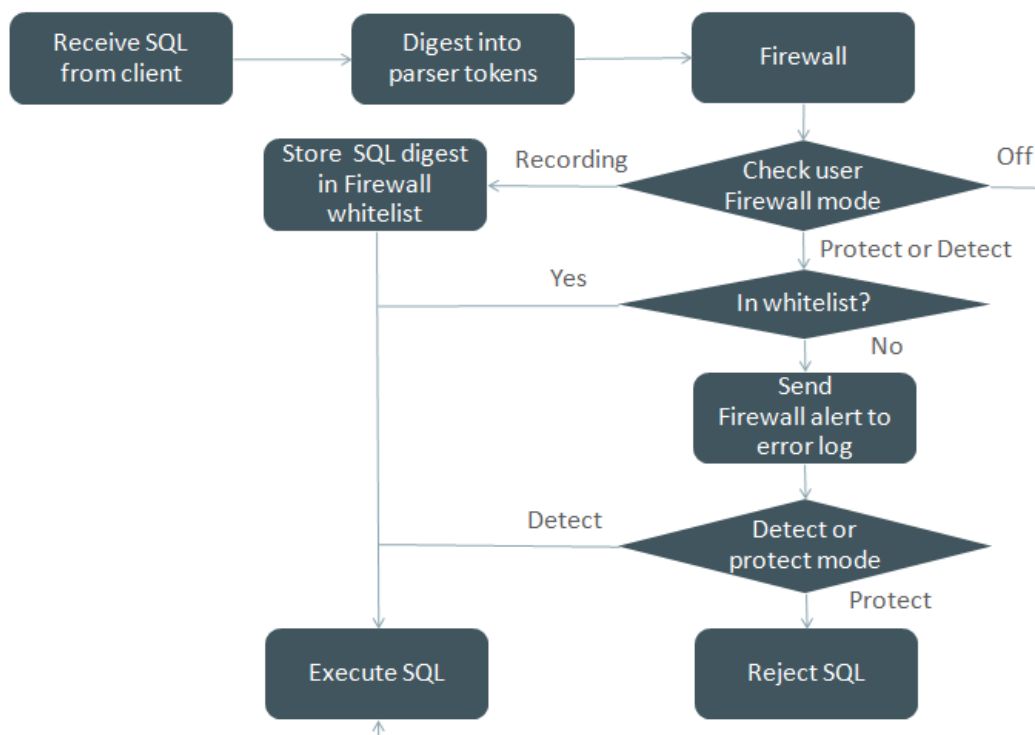 Receive SQL
from client
Digest into
parser tokens
Firewall
Store SQL digest
in Firewall
whitelist
Recording
Check user
Firewall mode
Off
Protect or Detect
Yes
In whitelist?
No
Send
Firewall alert to
error log
Detect
Detect or
protect mode
Protect
Execute SQL
Reject SQL